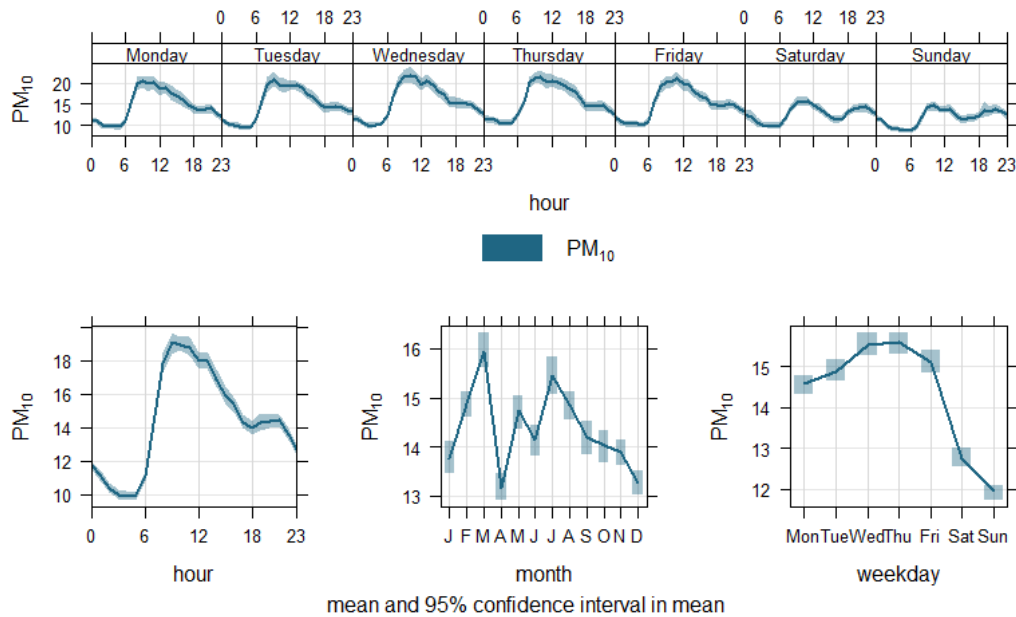 0 6 12 18 23 0 6 12 18 23 0 6 12 18 23
Monday Tuesday Wednesday Thursday Friday Saturday Sunday
PM₁₀
20
15
10
0 6 12 18 23 0 6 12 18 23 0 6 12 18 23 0 6 12 18 23
hour
PM₁₀
PM₁₀
18
16
14
12
10
0 6 12 18 23
hour
PM₁₀
16
15
14
13
J F M A M J J A S O N D
month
PM₁₀
15
14
13
12
Mon Tue Wed Thu Fri Sat Sun
weekday
mean and 95% confidence interval in mean